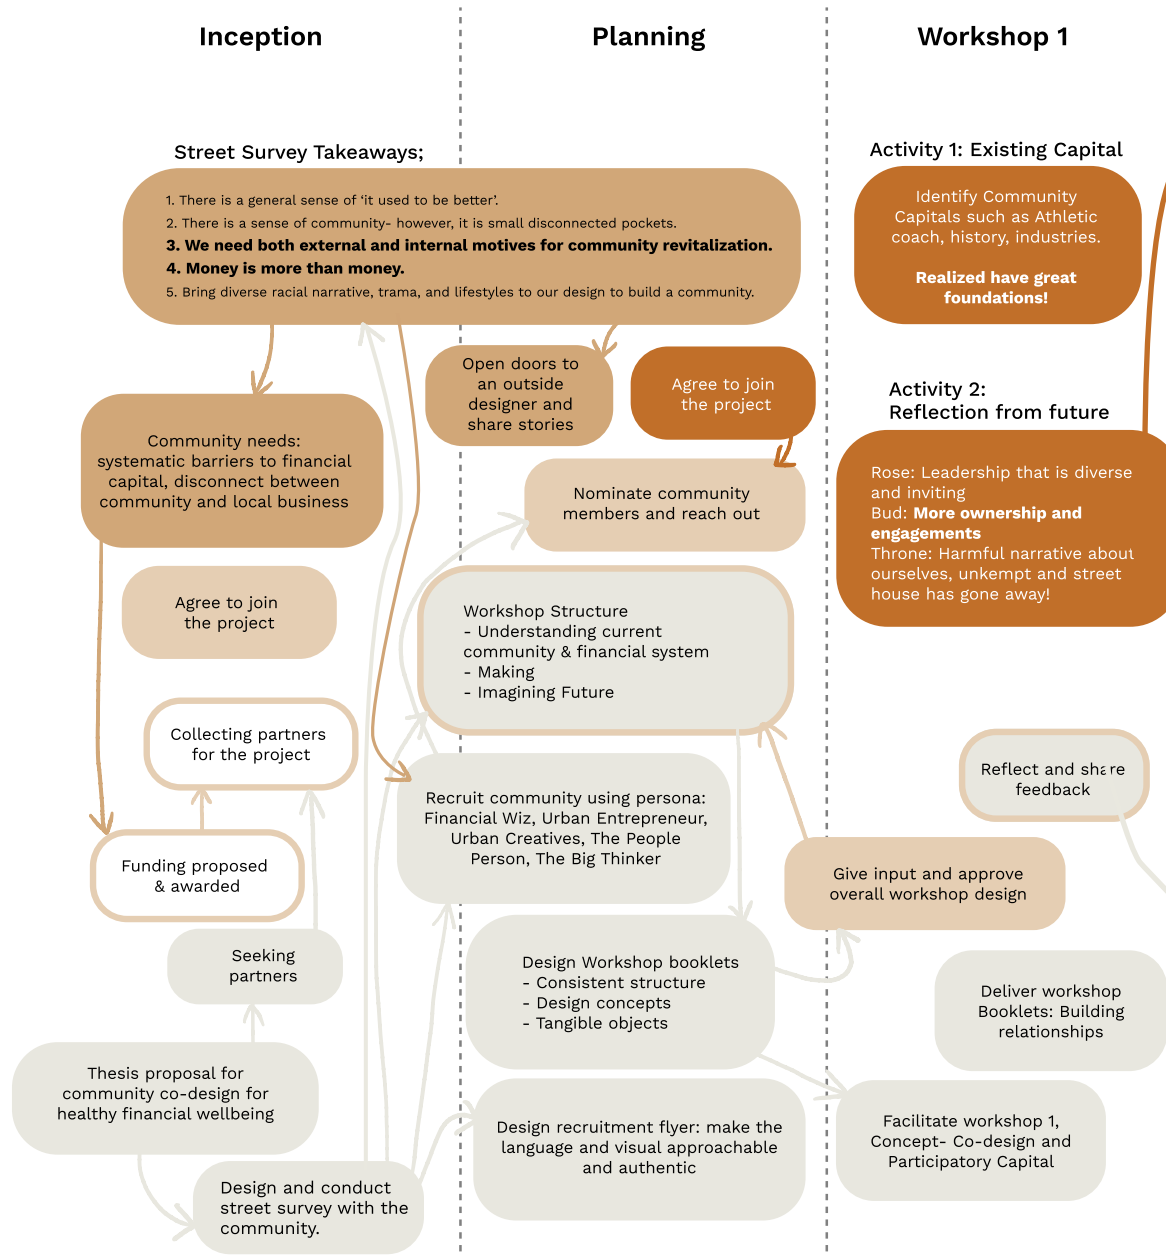 Inception
Planning
Workshop 1
Street Survey Takeaways;
1. There is a general sense of ‘it used to be better’.
2. There is a sense of community- however, it is small disconnected pockets.
3. We need both external and internal motives for community revitalization.
4. Money is more than money.
5. Bring diverse racial narrative, trama, and lifestyles to our design to build a community.
Activity 1: Existing Capital
Identify Community
Capitals such as Athletic
coach, history, industries.
Realized have great
foundations!
Open doors to
an outside
designer and
share stories
Agree to join
the project
Activity 2:
Reflection from future
Rose: Leadership that is diverse
and inviting
Bud: More ownership and
engagements
Throne: Harmful narrative about
ourselves, unkempt and street
house has gone away!
Community needs:
systematic barriers to financial
capital, disconnect between
community and local business
Nominate community
members and reach out
Agree to join
the project
Workshop Structure
- Understanding current
community & financial system
- Making
- Imagining Future
Collecting partners
for the project
Recruit community using persona:
Financial Wiz, Urban Entrepreneur,
Urban Creatives, The People
Person, The Big Thinker
Reflect and share
feedback
Funding proposed
& awarded
Give input and approve
overall workshop design
Seeking
partners
Design Workshop booklets
- Consistent structure
- Design concepts
- Tangible objects
Deliver workshop
Booklets: Building
relationships
Thesis proposal for
community co-design for
healthy financial wellbeing
Design recruitment flyer: make the
language and visual approachable
and authentic
Facilitate workshop 1,
Concept- Co-design and
Participatory Capital
Design and conduct
street survey with the
community.